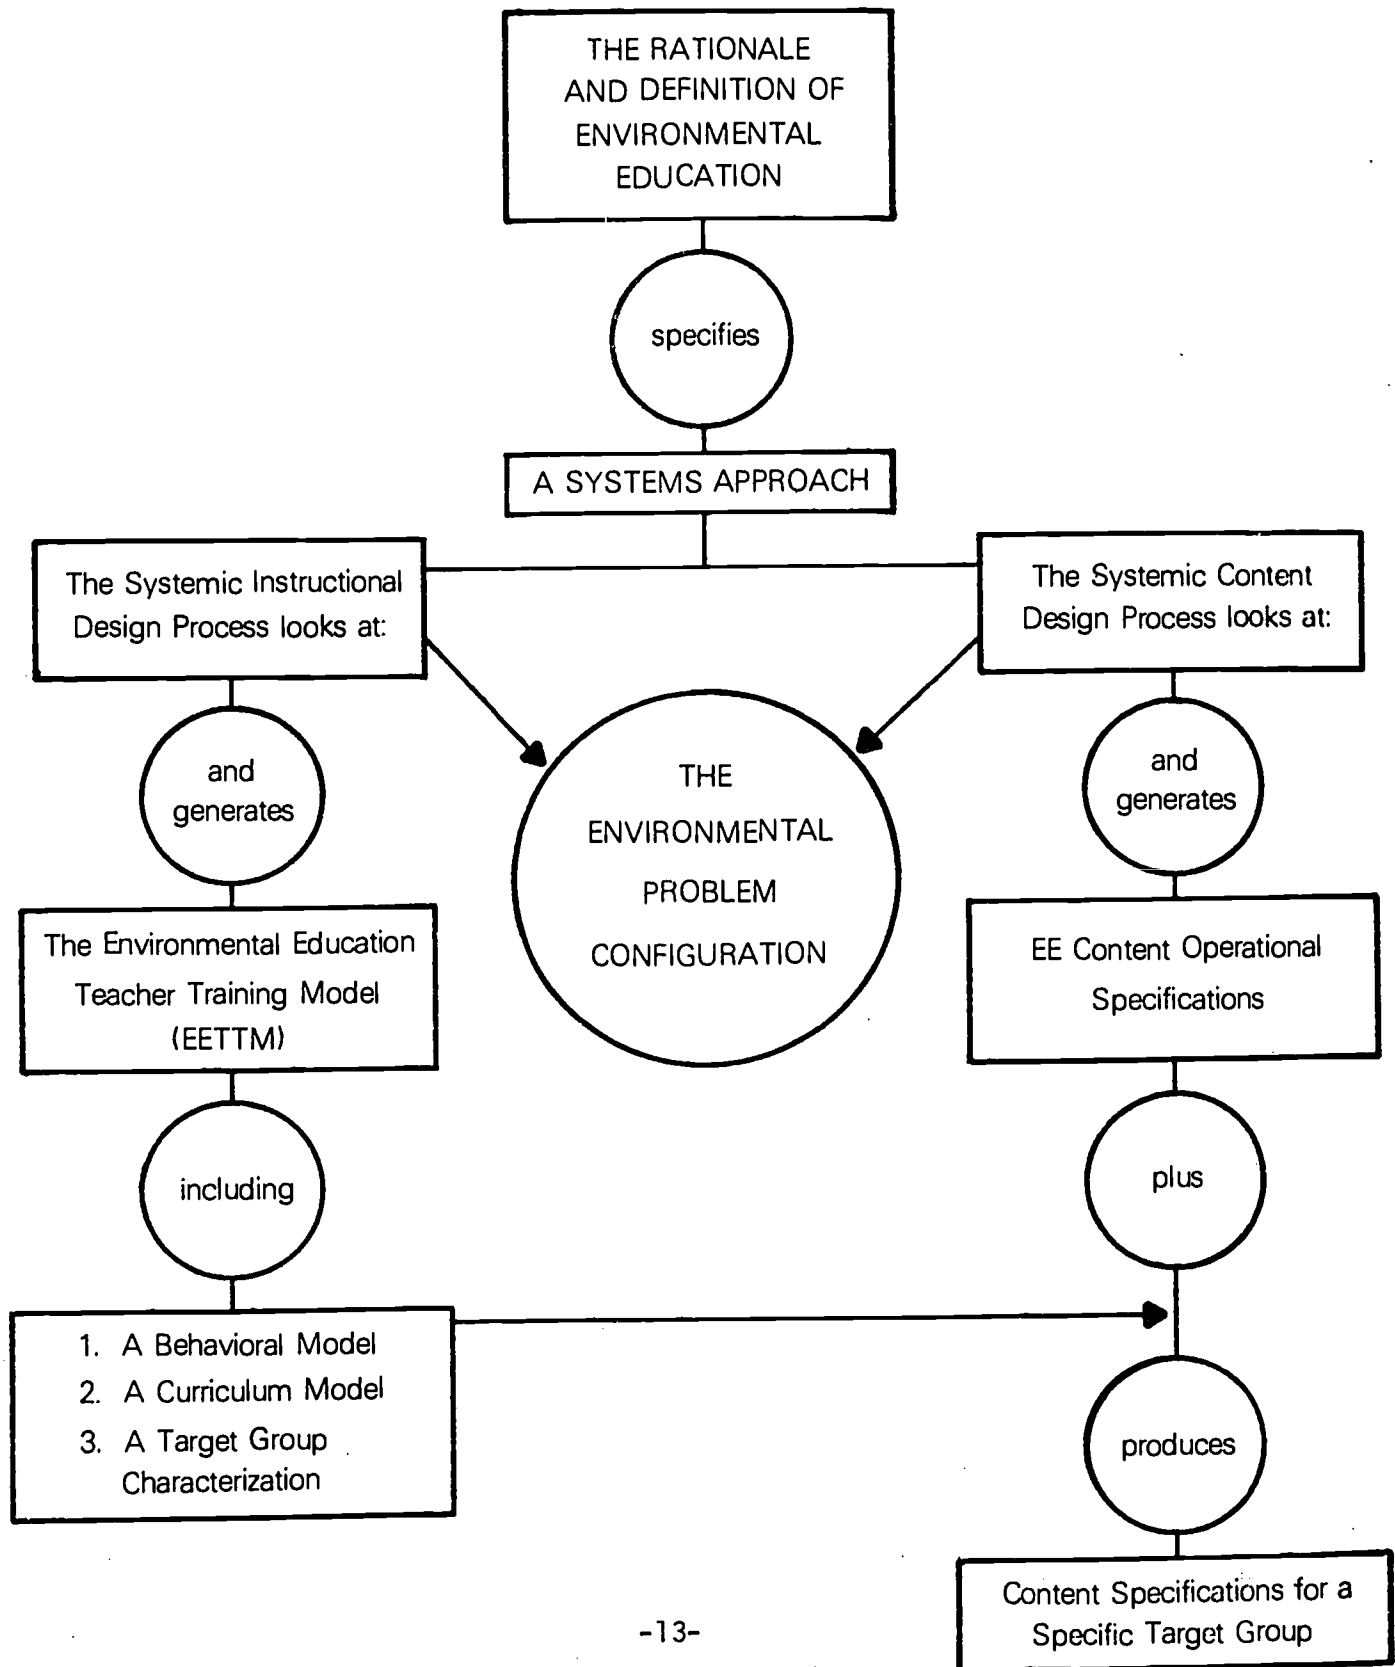 THE RATIONALE
AND DEFINITION OF
ENVIRONMENTAL
EDUCATION
specifies
A SYSTEMS APPROACH
The Systemic Instructional
Design Process looks at:
The Systemic Content
Design Process looks at:
and
generates
THE
ENVIRONMENTAL
PROBLEM
CONFIGURATION
and
generates
The Environmental Education
Teacher Training Model
(EETTM)
EE Content Operational
Specifications
including
plus
1. A Behavioral Model
2. A Curriculum Model
3. A Target Group
Characterization
produces
Content Specifications for a
Specific Target Group
-13-